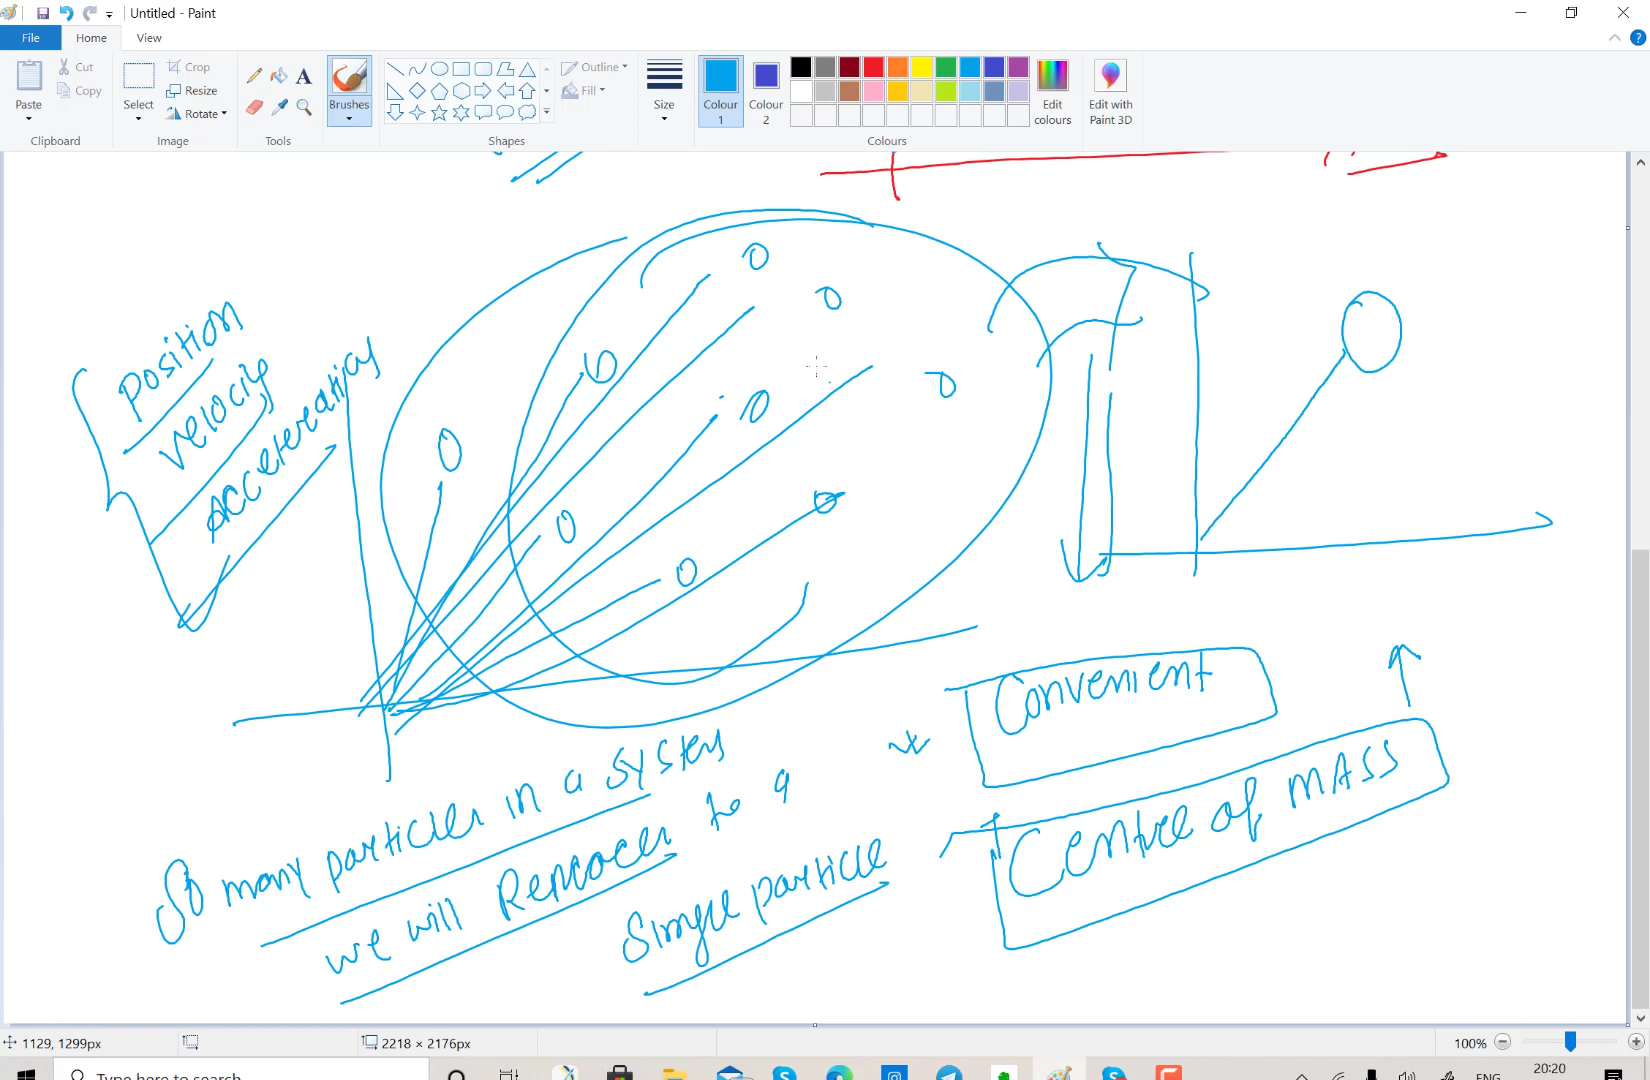 Untitled - Paint
File Home View
Paste Cut Copy Clipboard
Select Crop Resize Rotate Image
Tools
Brushes
Outline Fill Shapes
Size
Colour 1 Colour 2
Edit colours
Edit with Paint 3D
Colours
Position
velocity
Convenient
Centre of MASS
So many particles in a system
we will to a
Single particle
1129, 1299px 2218 × 2176px 100%
Type here to search
ENG 20:20